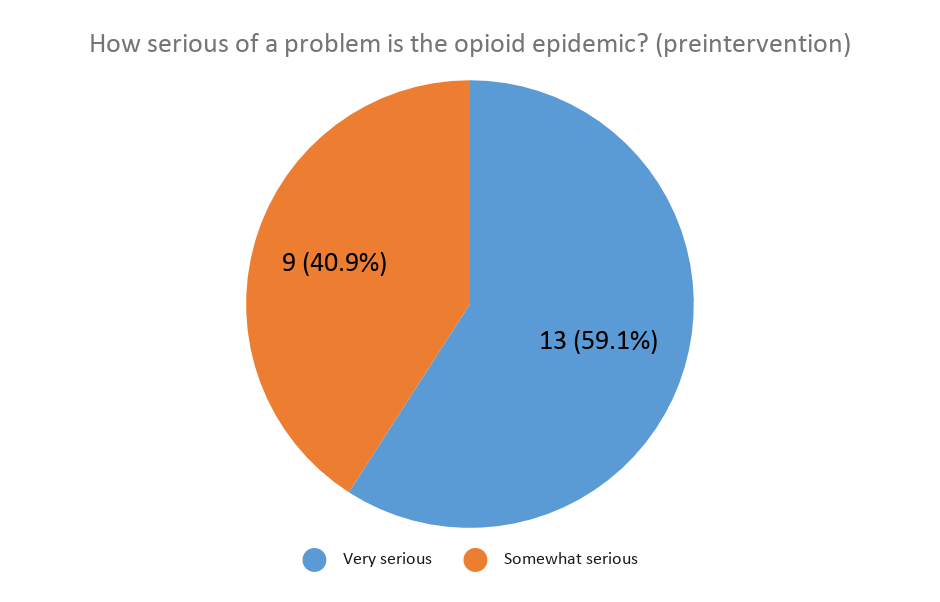 How serious of a problem is the opioid epidemic? (preintervention)
9 (40.9%)
13 (59.1%)
Very serious
Somewhat serious